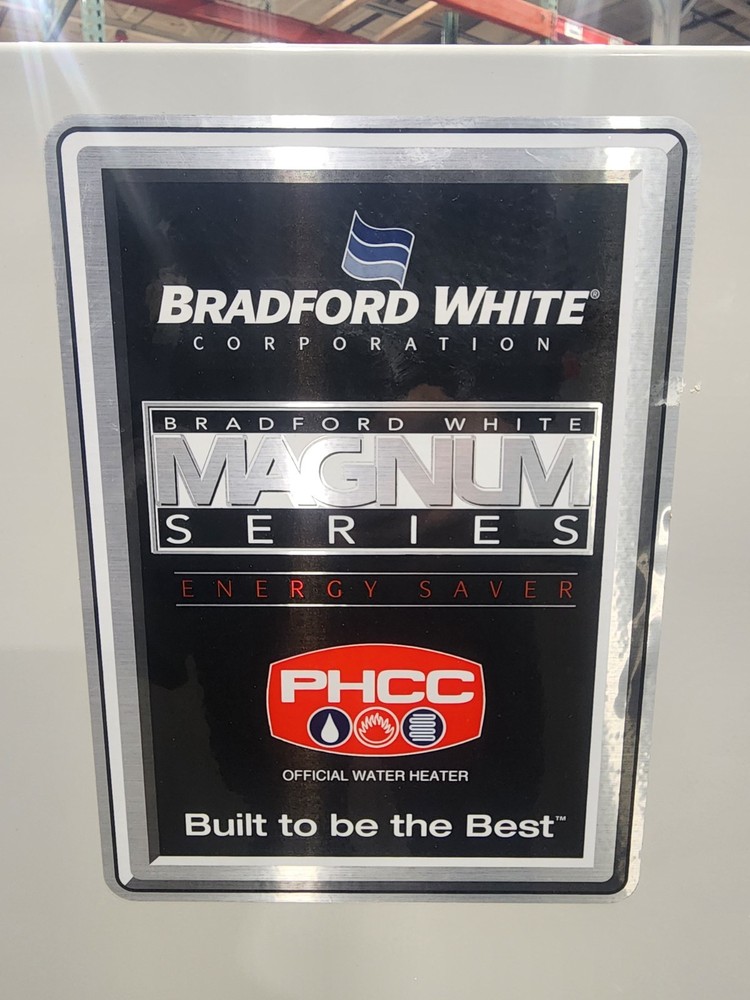 BRADFORD WHITE®
CORPORATION
BRADFORD WHITE
MAGNUM
SERIES
ENERGY SAVER
PHCC
OFFICIAL WATER HEATER
Built to be the Best™